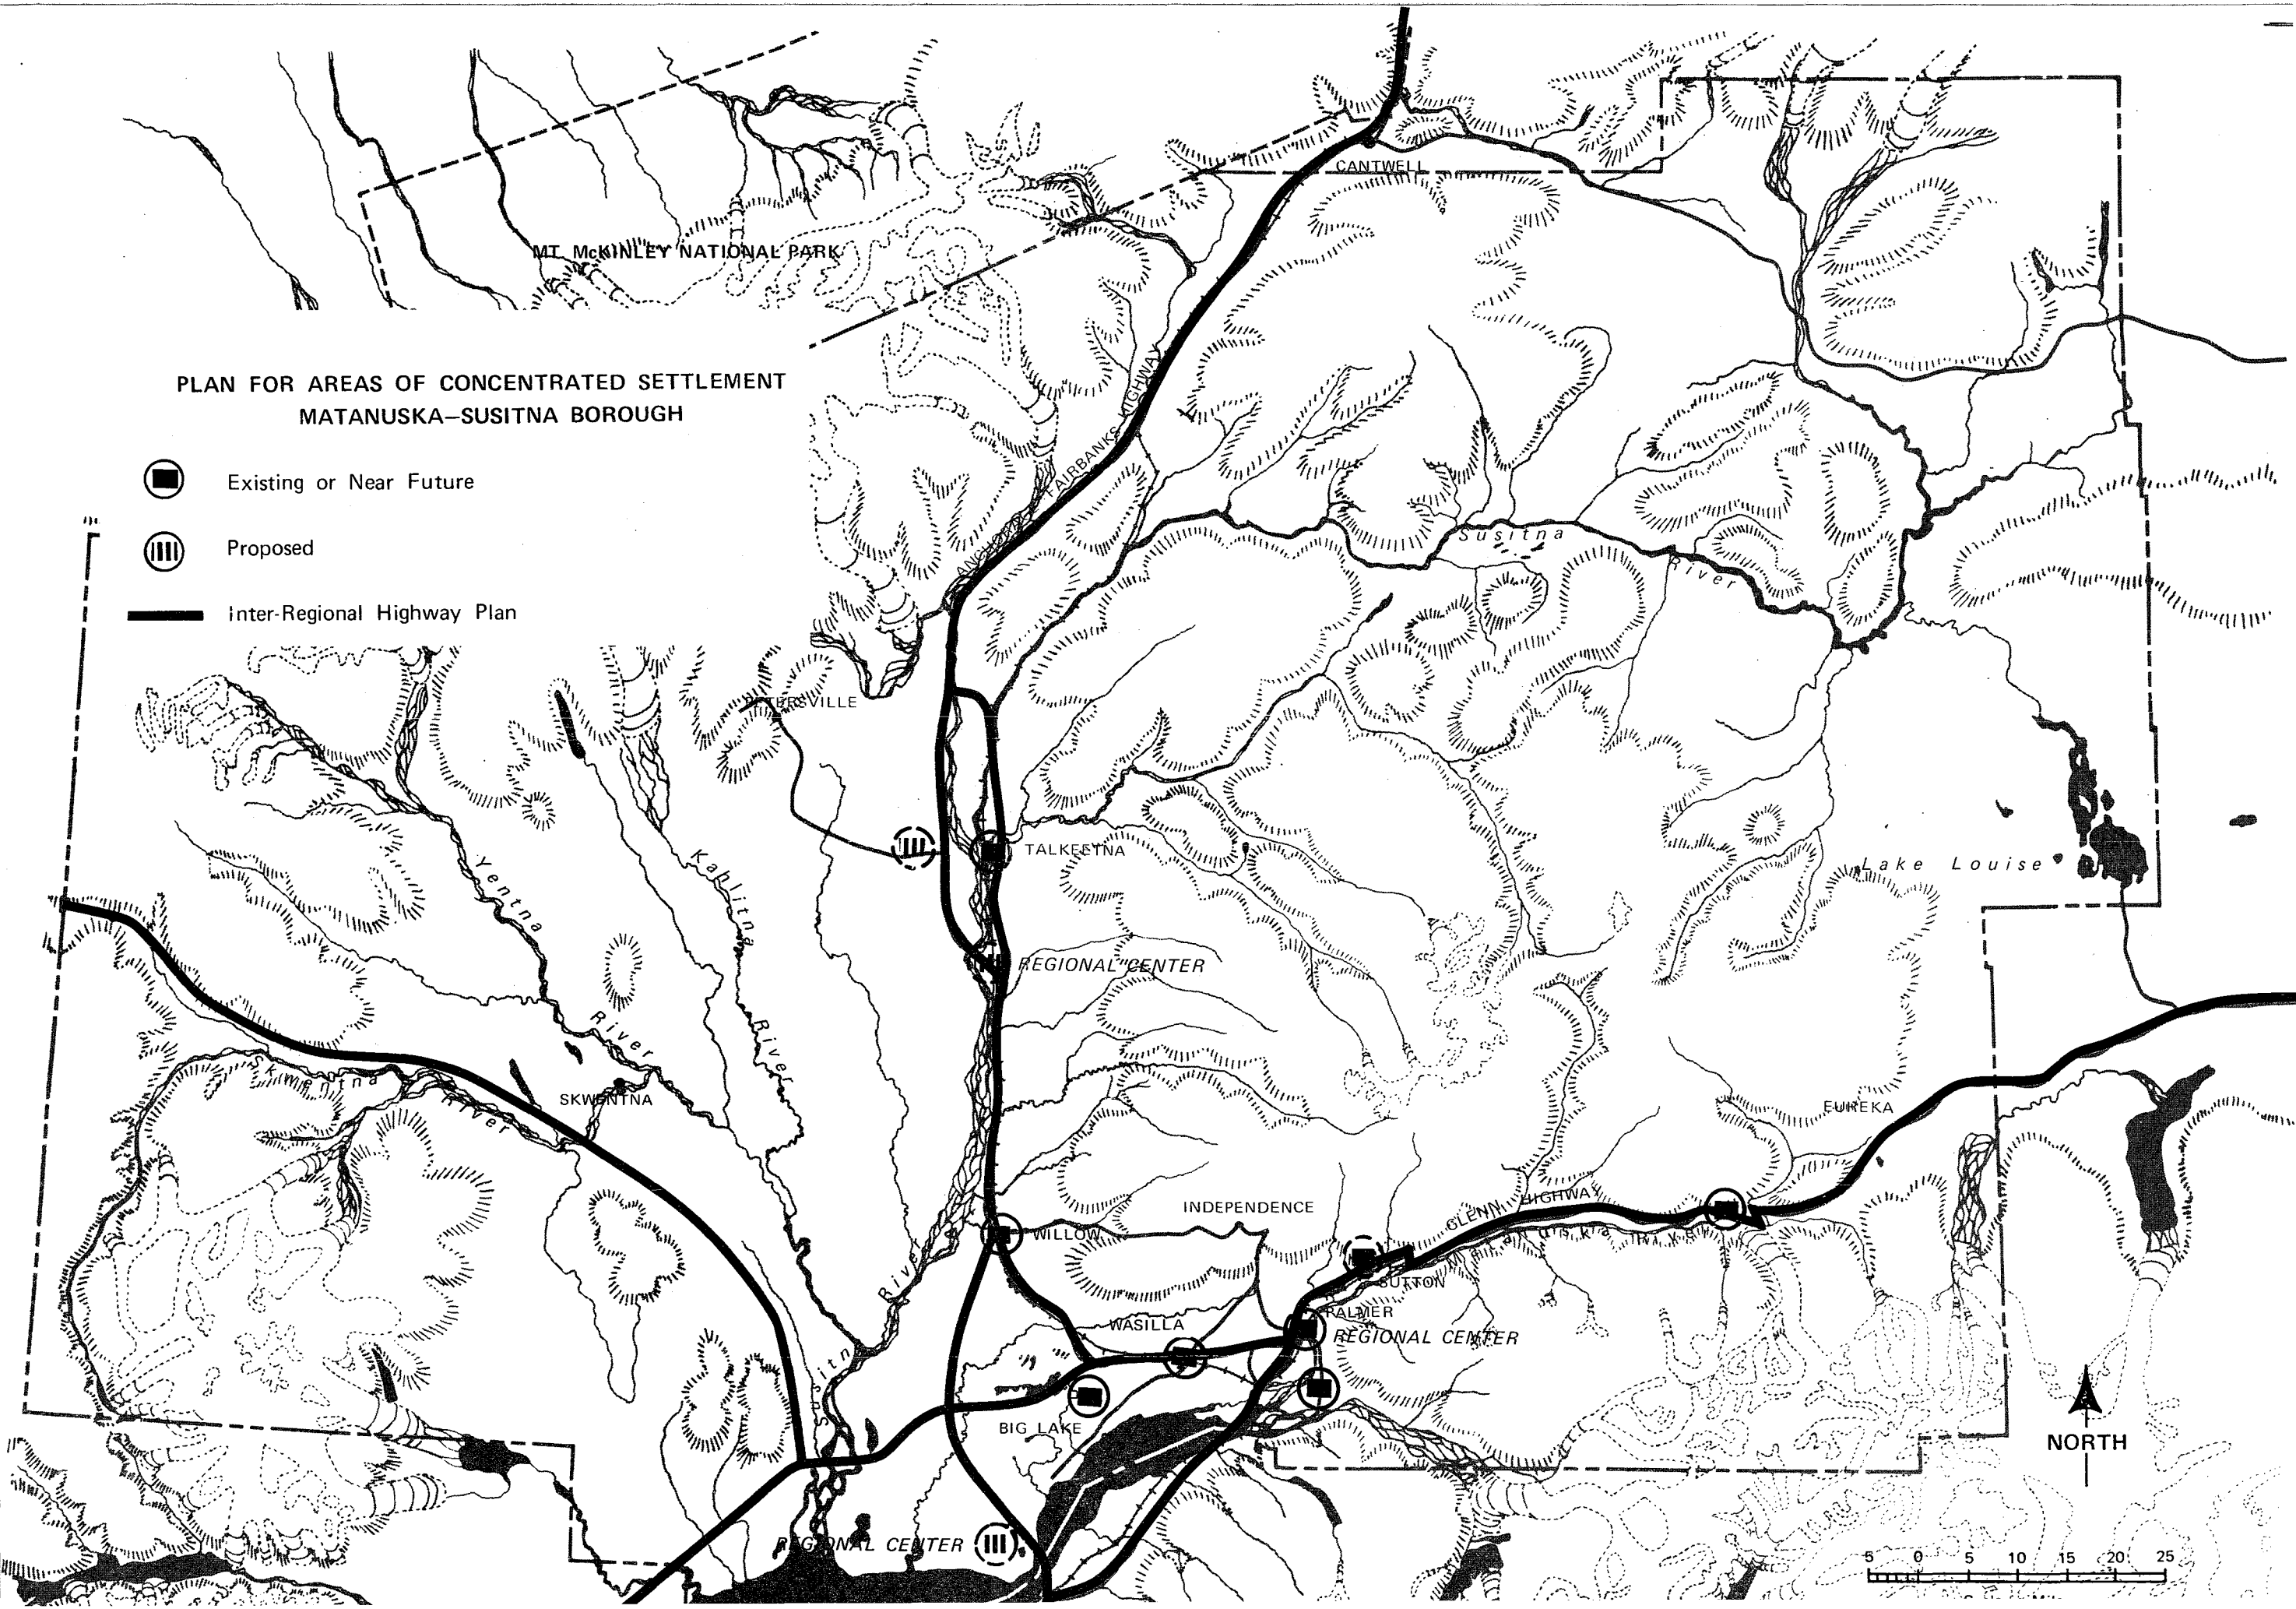 CANTWELL
MT. McKINLEY NATIONAL PARK
PLAN FOR AREAS OF CONCENTRATED SETTLEMENT
MATANUSKA–SUSITNA BOROUGH
Existing or Near Future
Proposed
Inter-Regional Highway Plan
FAIRBANKS HIGHWAY
Susitna
River
TALKEETNA
Lake Louise
Yentna
River
Kahlitna
River
REGIONAL CENTER
Skwentna
River
SKWENTNA
EUREKA
INDEPENDENCE
WILLOW
GLENN HIGHWAY
River
SUTTON
PALMER
REGIONAL CENTER
WASILLA
River
BIG LAKE
NORTH
REGIONAL CENTER
5 0 5 10 15 20 25